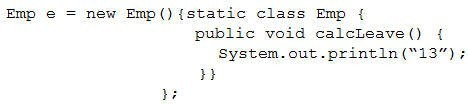 Emp e = new Emp(){static class Emp {
public void calcLeave() {
System.out.println(“13”);
}}
};